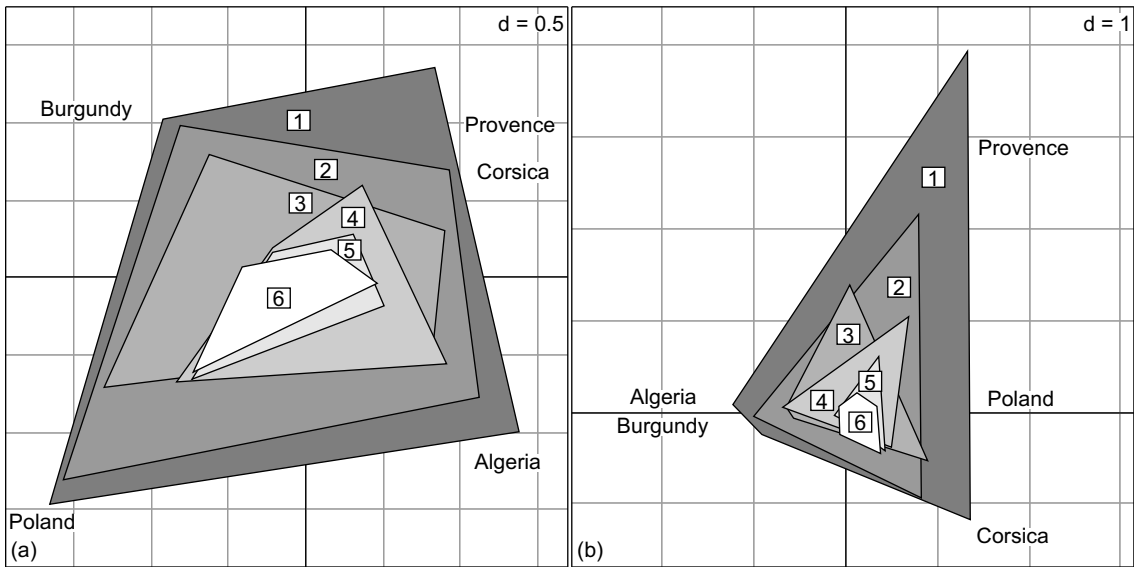 d = 0.5
Burgundy
1
Provence
2
Corsica
3
4
5
6
Algeria
Poland
(a)
d = 1
Provence
1
2
3
5
Algeria
4
Poland
Burgundy
6
Corsica
(b)